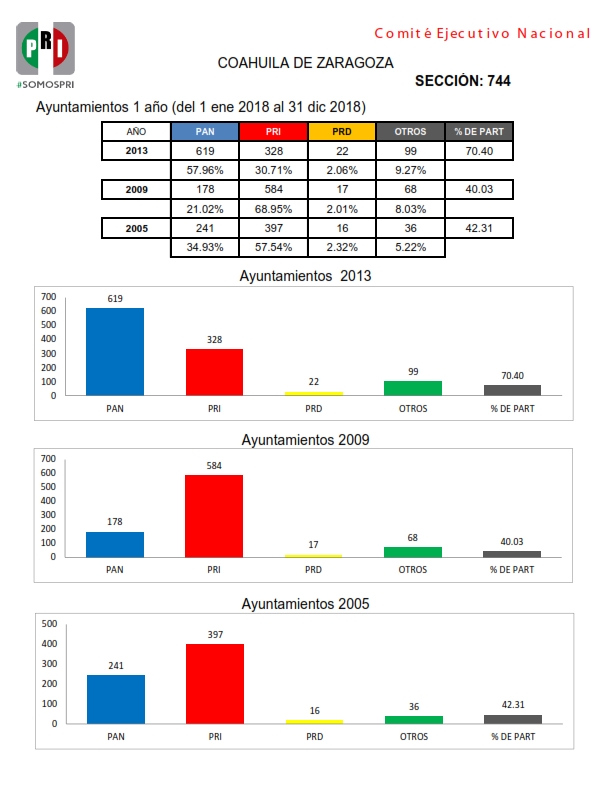 Comité Ejecutivo Nacional
PRI
#SOMOSPRI
COAHUILA DE ZARAGOZA
SECCIÓN: 744
Ayuntamientos 1 año (del 1 ene 2018 al 31 dic 2018)
AÑO PAN PRI PRD OTROS % DE PART
2013 619 328 22 99 70.40
57.96% 30.71% 2.06% 9.27%
2009 178 584 17 68 40.03
21.02% 68.95% 2.01% 8.03%
2005 241 397 16 36 42.31
34.93% 57.54% 2.32% 5.22%
Ayuntamientos 2013
700
600
500
400
300
200
100
0
619 328 22 99 70.40
PAN PRI PRD OTROS % DE PART
Ayuntamientos 2009
700
600
500
400
300
200
100
0
178 584 17 68 40.03
PAN PRI PRD OTROS % DE PART
Ayuntamientos 2005
500
400
300
200
100
0
241 397 16 36 42.31
PAN PRI PRD OTROS % DE PART